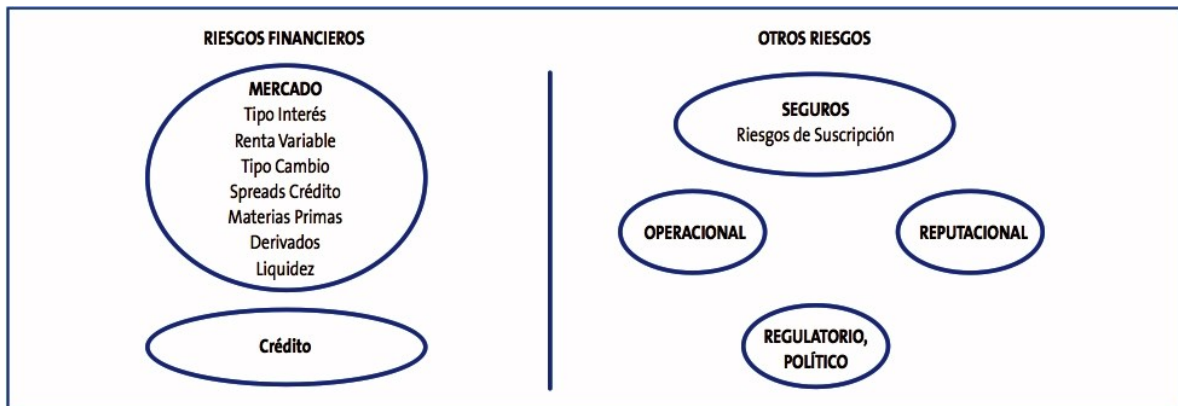 RIESGOS FINANCIEROS
MERCADO
Tipo Interés
Renta Variable
Tipo Cambio
Spreads Crédito
Materias Primas
Derivados
Liquidez
Crédito
OTROS RIESGOS
SEGUROS
Riesgos de Suscripción
OPERACIONAL
REPUTACIONAL
REGULATORIO,
POLÍTICO